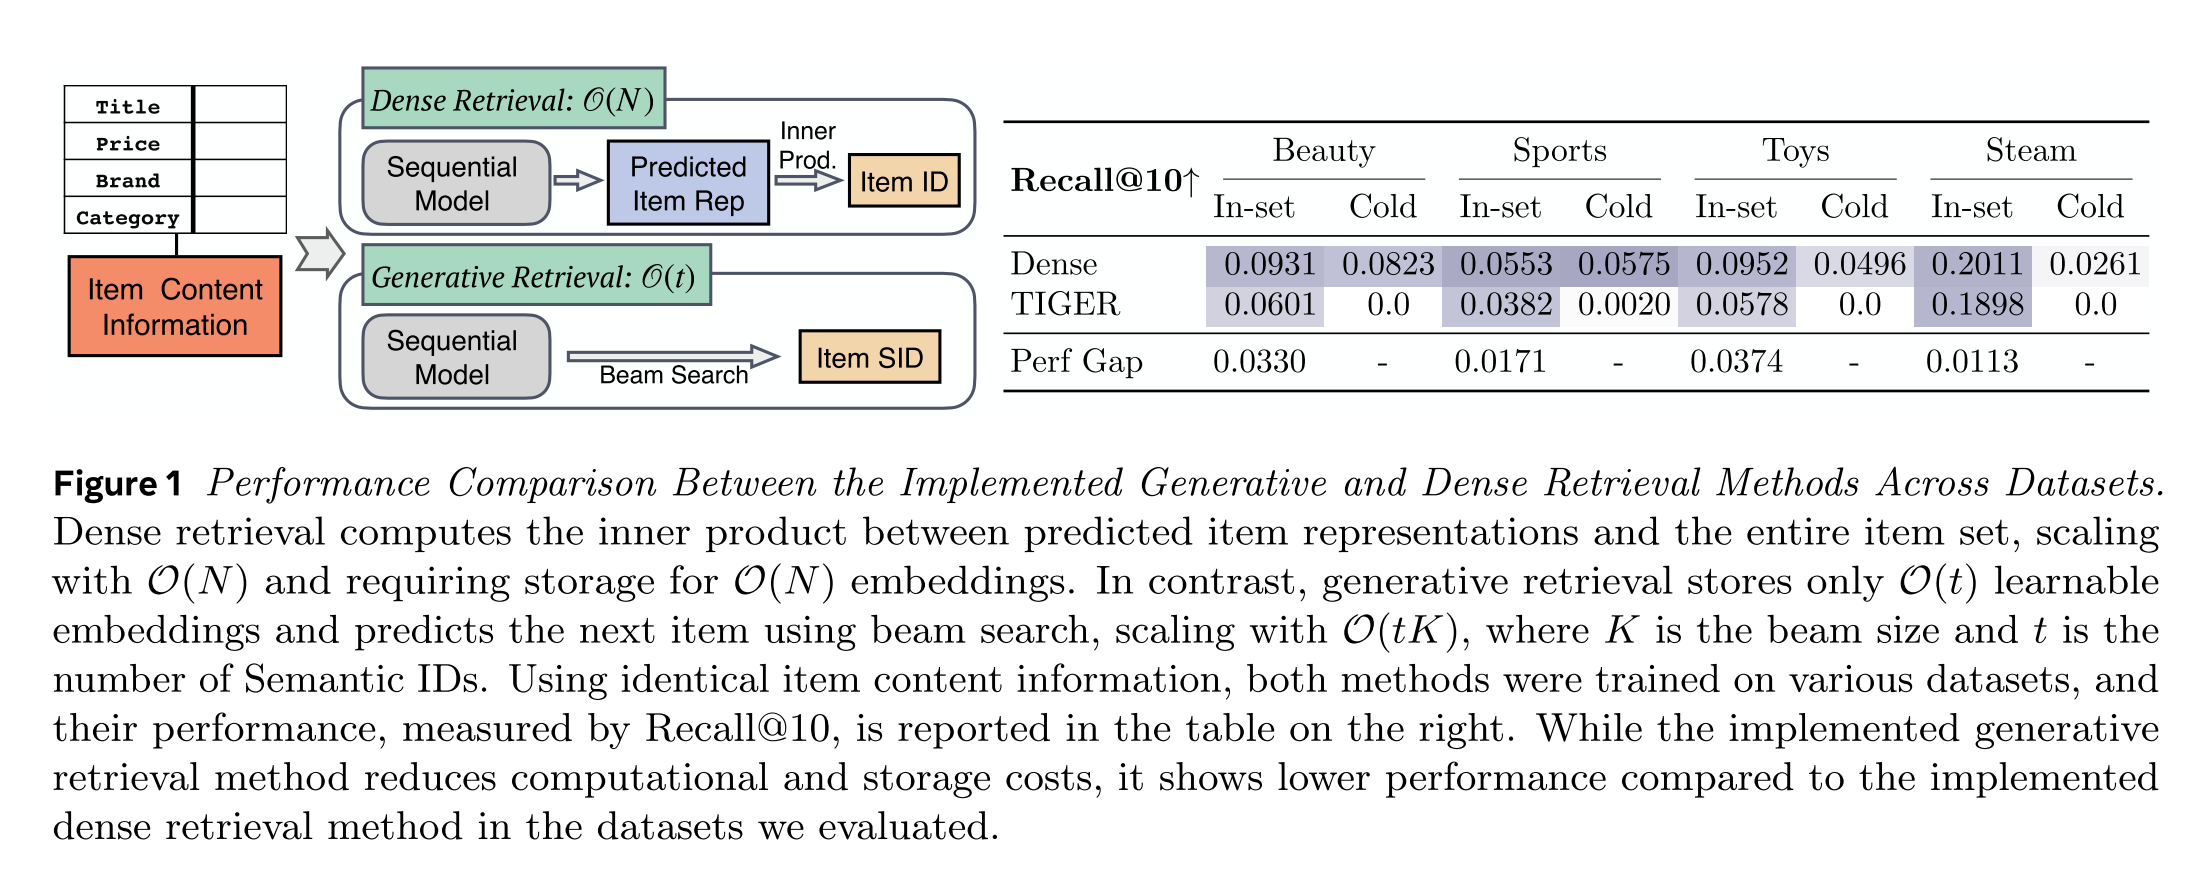 Title
Price
Brand
Category
Item Content
Information
Dense Retrieval: 𝒪(N)
Sequential
Model
Predicted
Item Rep
Inner
Prod.
Item ID
Generative Retrieval: 𝒪(t)
Sequential
Model
Beam Search
Item SID
Recall@10↑ Beauty Sports Toys Steam
In-set Cold In-set Cold In-set Cold In-set Cold
Dense 0.0931 0.0823 0.0553 0.0575 0.0952 0.0496 0.2011 0.0261
TIGER 0.0601 0.0 0.0382 0.0020 0.0578 0.0 0.1898 0.0
Perf Gap 0.0330 - 0.0171 - 0.0374 - 0.0113 -
Figure 1 Performance Comparison Between the Implemented Generative and Dense Retrieval Methods Across Datasets.
Dense retrieval computes the inner product between predicted item representations and the entire item set, scaling
with 𝒪(N) and requiring storage for 𝒪(N) embeddings. In contrast, generative retrieval stores only 𝒪(t) learnable
embeddings and predicts the next item using beam search, scaling with 𝒪(tK), where K is the beam size and t is the
number of Semantic IDs. Using identical item content information, both methods were trained on various datasets, and
their performance, measured by Recall@10, is reported in the table on the right. While the implemented generative
retrieval method reduces computational and storage costs, it shows lower performance compared to the implemented
dense retrieval method in the datasets we evaluated.